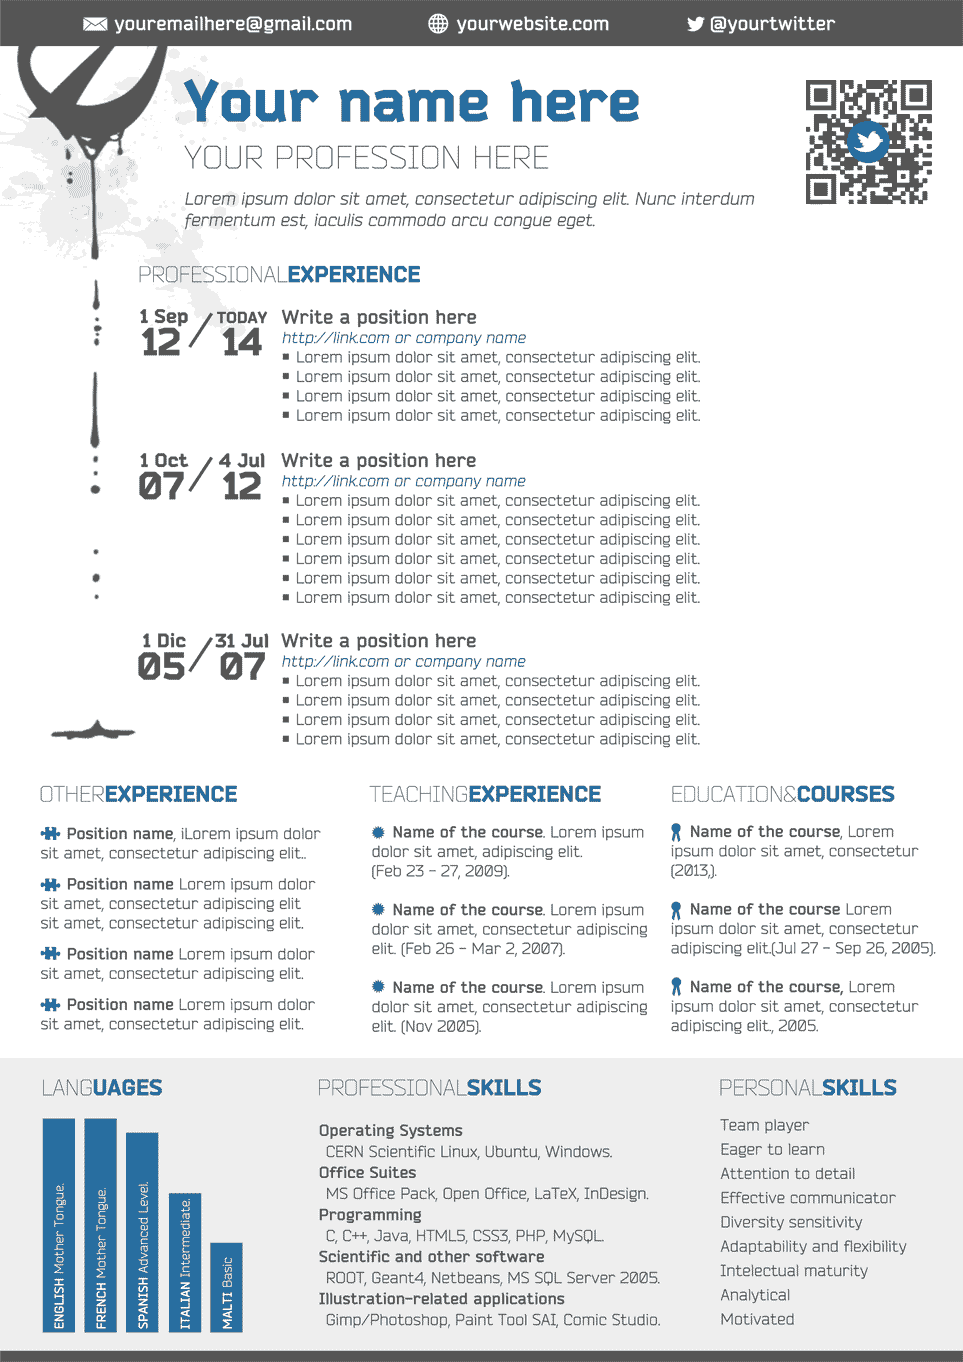 youremailhere@gmail.com yourwebsite.com @yourtwitter
Your name here
YOUR PROFESSION HERE
Lorem ipsum dolor sit amet, consectetur adipiscing elit. Nunc interdum
fermentum est, iaculis commodo arcu congue eget.
PROFESSIONALEXPERIENCE
1 Sep 12 / TODAY 14
Write a position here
http://link.com or company name
▪ Lorem ipsum dolor sit amet, consectetur adipiscing elit.
▪ Lorem ipsum dolor sit amet, consectetur adipiscing elit.
▪ Lorem ipsum dolor sit amet, consectetur adipiscing elit.
▪ Lorem ipsum dolor sit amet, consectetur adipiscing elit.
1 Oct 07 / 4 Jul 12
Write a position here
http://link.com or company name
▪ Lorem ipsum dolor sit amet, consectetur adipiscing elit.
▪ Lorem ipsum dolor sit amet, consectetur adipiscing elit.
▪ Lorem ipsum dolor sit amet, consectetur adipiscing elit.
▪ Lorem ipsum dolor sit amet, consectetur adipiscing elit.
▪ Lorem ipsum dolor sit amet, consectetur adipiscing elit.
▪ Lorem ipsum dolor sit amet, consectetur adipiscing elit.
1 Dic 05 / 31 Jul 07
Write a position here
http://link.com or company name
▪ Lorem ipsum dolor sit amet, consectetur adipiscing elit.
▪ Lorem ipsum dolor sit amet, consectetur adipiscing elit.
▪ Lorem ipsum dolor sit amet, consectetur adipiscing elit.
▪ Lorem ipsum dolor sit amet, consectetur adipiscing elit.
OTHEREXPERIENCE
Position name, iLorem ipsum dolor
sit amet, consectetur adipiscing elit..
Position name Lorem ipsum dolor
sit amet, consectetur adipiscing elit
sit amet, consectetur adipiscing elit.
Position name Lorem ipsum dolor
sit amet, consectetur adipiscing elit.
Position name Lorem ipsum dolor
sit amet, consectetur adipiscing elit.
TEACHINGEXPERIENCE
Name of the course. Lorem ipsum
dolor sit amet, adipiscing elit.
(Feb 23 - 27, 2009).
Name of the course. Lorem ipsum
dolor sit amet, consectetur adipiscing
elit. (Feb 26 - Mar 2, 2007).
Name of the course. Lorem ipsum
dolor sit amet, consectetur adipiscing
elit. (Nov 2005).
EDUCATION&COURSES
Name of the course, Lorem
ipsum dolor sit amet, consectetur
(2013,).
Name of the course Lorem
ipsum dolor sit amet, consectetur
adipiscing elit.(Jul 27 - Sep 26, 2005).
Name of the course, Lorem
ipsum dolor sit amet, consectetur
adipiscing elit., 2005.
LANGUAGES
ENGLISH Mother Tongue.
FRENCH Mother Tongue.
SPANISH Advanced Level.
ITALIAN Intermediate.
MALTI Basic
PROFESSIONALSKILLS
Operating Systems
CERN Scientific Linux, Ubuntu, Windows.
Office Suites
MS Office Pack, Open Office, LaTeX, InDesign.
Programming
C, C++, Java, HTML5, CSS3, PHP, MySQL.
Scientific and other software
ROOT, Geant4, Netbeans, MS SQL Server 2005.
Illustration-related applications
Gimp/Photoshop, Paint Tool SAI, Comic Studio.
PERSONALSKILLS
Team player
Eager to learn
Attention to detail
Effective communicator
Diversity sensitivity
Adaptability and flexibility
Intelectual maturity
Analytical
Motivated